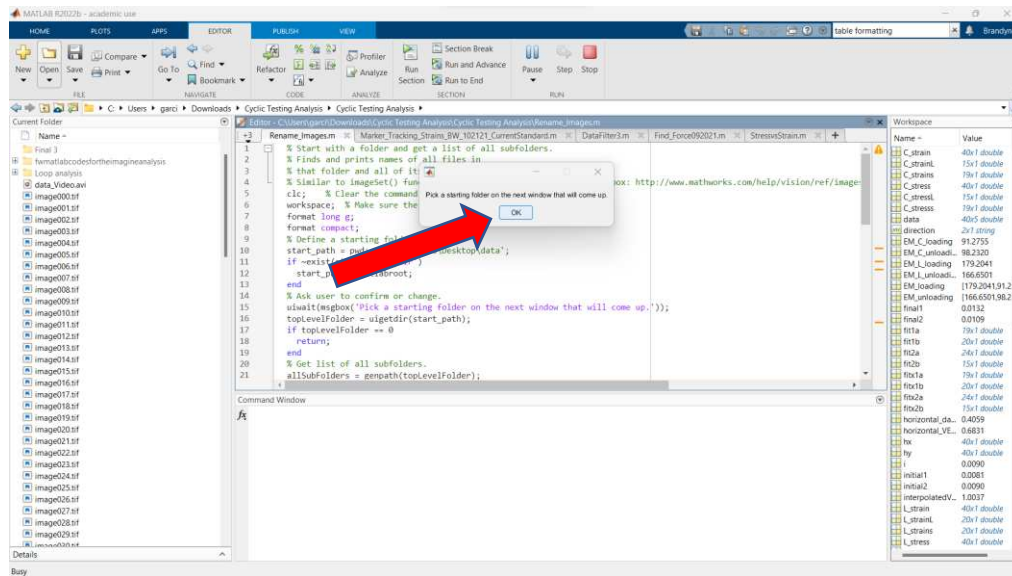 MATLAB R2022b - academic use
HOME PLOTS APPS EDITOR PUBLISH VIEW
table formatting
Brandyn
New Open Save Compare Print
Go To Find Bookmark
Refactor
Profiler Analyze
Run Section Section Break Run and Advance Run to End
Pause Step Stop
FILE NAVIGATE CODE ANALYZE SECTION RUN
C: Users garci Downloads Cyclic Testing Analysis Cyclic Testing Analysis
Current Folder
Name
Final 3
fwmatlabcodesfortheimagineanalysis
Loop analysis
data_Video.avi
image000.tif
image001.tif
image002.tif
image003.tif
image004.tif
image005.tif
image006.tif
image007.tif
image008.tif
image009.tif
image010.tif
image011.tif
image012.tif
image013.tif
image014.tif
image015.tif
image016.tif
image017.tif
image018.tif
image019.tif
image020.tif
image021.tif
image022.tif
image023.tif
image024.tif
image025.tif
image026.tif
image027.tif
image028.tif
image029.tif
Details
Busy
Editor - C:\Users\garci\Downloads\Cyclic Testing Analysis\Cyclic Testing Analysis\Rename_Images.m
+3 Rename_Images.m Marker_Tracking_Strains_BW_102121_CurrentStandard.m DataFilter3.m Find_Force092021.m StressvsStrain.m +
1 % Start with a folder and get a list of all subfolders.
2 % Finds and prints names of all files in
3 % that folder and all of it
4 % Similar to imageSet() fun ox: http://www.mathworks.com/help/vision/ref/image
5 clc; % Clear the command
6 workspace; % Make sure the
7 format long g;
8 format compact;
9 % Define a starting fol
10 start_path = pwd esktop\data';
11 if ~exist(
12 start_p labroot;
13 end
14 % Ask user to confirm or change.
15 uiwait(msgbox('Pick a starting folder on the next window that will come up.'));
16 topLevelFolder = uigetdir(start_path);
17 if topLevelFolder == 0
18 return;
19 end
20 % Get list of all subfolders.
21 allSubFolders = genpath(topLevelFolder);
Pick a starting folder on the next window that will come up.
OK
Command Window
fx
Workspace
Name Value
C_strain 40x1 double
C_strainL 15x1 double
C_strains 19x1 double
C_stress 40x1 double
C_stressL 15x1 double
C_stresss 19x1 double
data 40x5 double
direction 2x1 string
EM_C_loading 91.2755
EM_C_unloadi... 98.2320
EM_L_loading 179.2041
EM_L_unloadi... 166.6501
EM_loading [179.2041,91.2
EM_unloading [166.6501,98.2
final1 0.0132
final2 0.0109
fit1a 19x1 double
fit1b 20x1 double
fit2a 24x1 double
fit2b 15x1 double
fitx1a 19x1 double
fitx1b 20x1 double
fitx2a 24x1 double
fitx2b 15x1 double
horizontal_da... 0.4059
horizontal_VE... 0.6831
hx 40x1 double
hy 40x1 double
i 0.0090
initial1 0.0081
initial2 0.0090
interpolatedV... 1.0037
L_strain 40x1 double
L_strainL 20x1 double
L_strains 20x1 double
L_stress 40x1 double